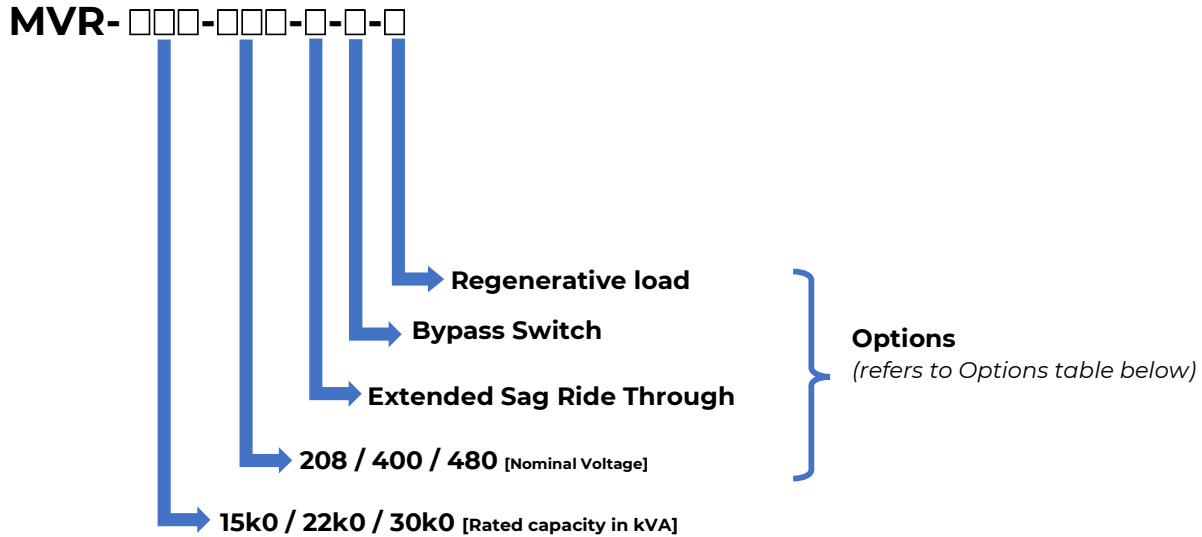 MVR- □□□-□□□-□-□-□
Regenerative load
Bypass Switch
Options
(refers to Options table below)
Extended Sag Ride Through
208 / 400 / 480 [Nominal Voltage]
15k0 / 22k0 / 30k0 [Rated capacity in kVA]